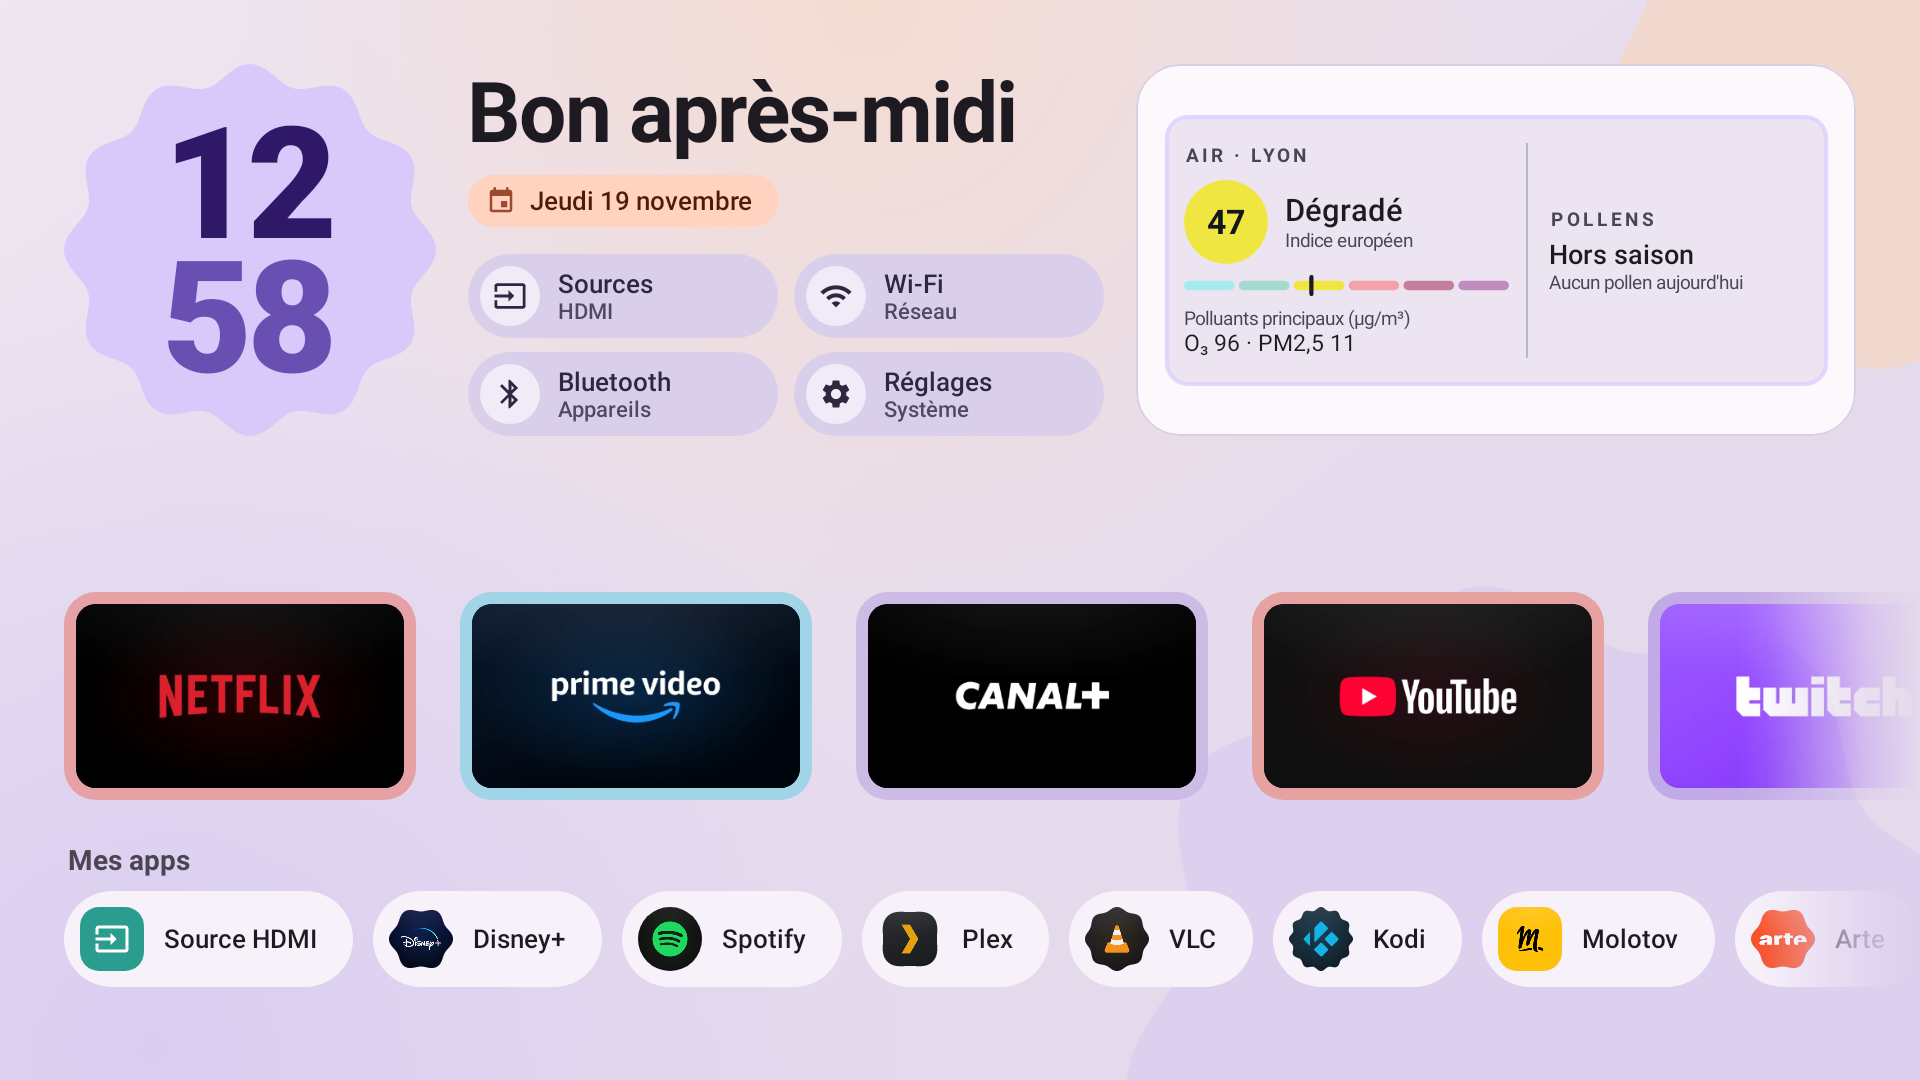 12
58
Bon après-midi
Jeudi 19 novembre
Sources
HDMI
Wi-Fi
Réseau
Bluetooth
Appareils
Réglages
Système
AIR · LYON
47
Dégradé
Indice européen
Polluants principaux (µg/m³)
O₃ 96 · PM2,5 11
POLLENS
Hors saison
Aucun pollen aujourd'hui
NETFLIX
prime video
CANAL+
YouTube
twitch
Mes apps
Source HDMI
Disney+
Disney+
Spotify
Plex
VLC
Kodi
M.
Molotov
arte
Arte